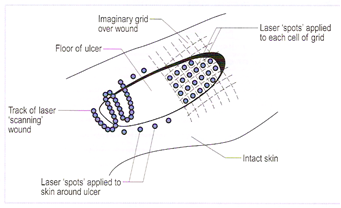 Imaginary grid
over wound
Laser 'spots' applied
to each cell of grid
Floor of ulcer
Track of laser
'scanning'
wound
Intact skin
Laser 'spots' applied to
skin around ulcer